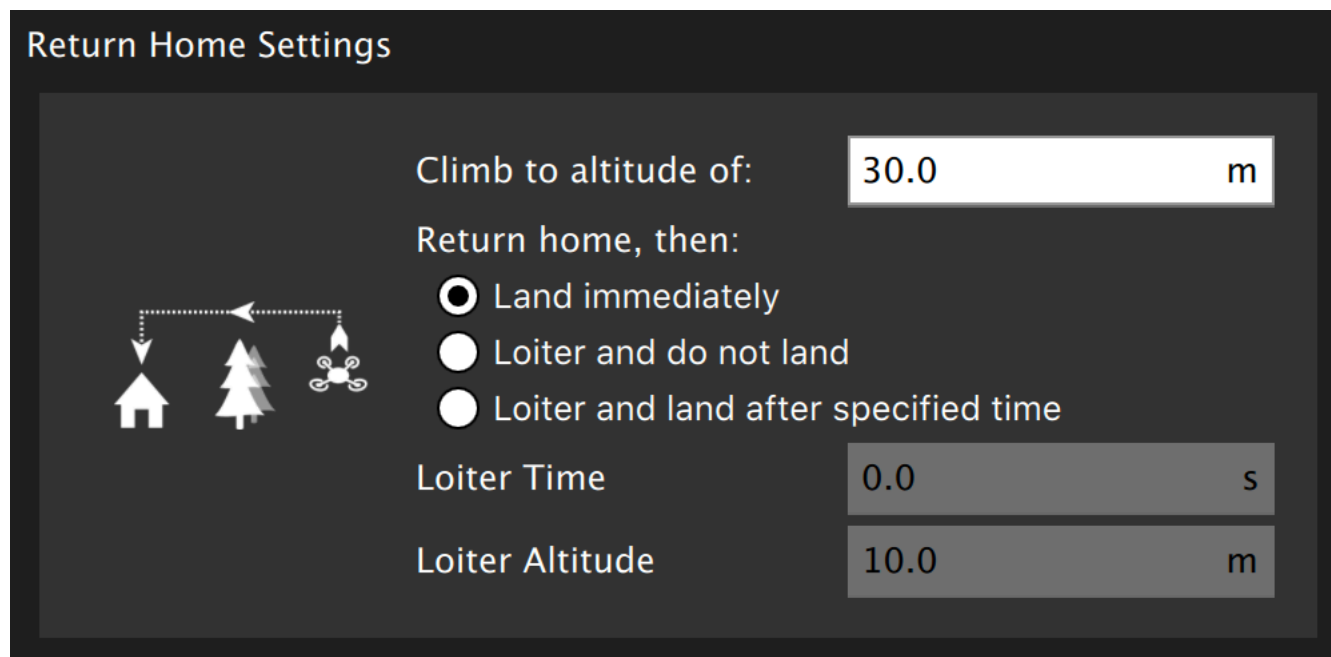 Return Home Settings
Climb to altitude of: 30.0 m
Return home, then:
Land immediately
Loiter and do not land
Loiter and land after specified time
Loiter Time 0.0 s
Loiter Altitude 10.0 m